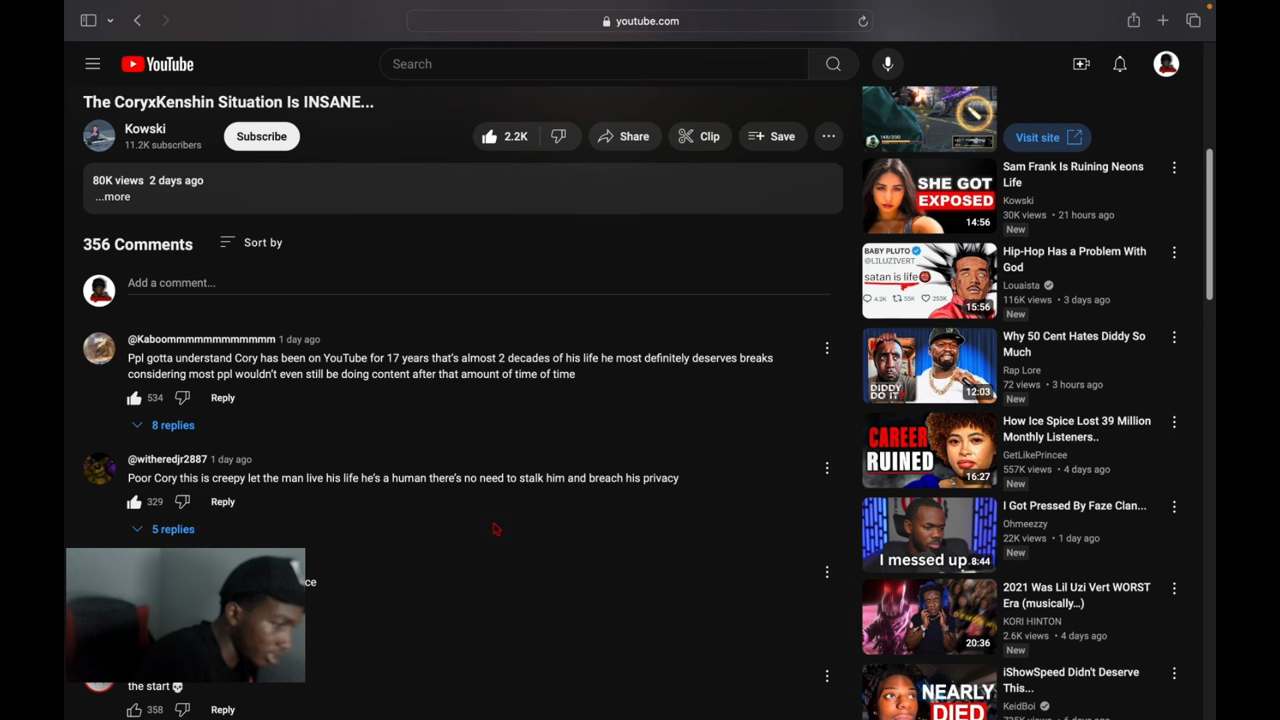 youtube.com
YouTube
Search
The CoryxKenshin Situation Is INSANE...
Kowski
11.2K subscribers
Subscribe
2.2K
Share
Clip
Save
80K views 2 days ago
...more
356 Comments
Sort by
Add a comment...
@Kaboommmmmmmmmmmm 1 day ago
Ppl gotta understand Cory has been on YouTube for 17 years that's almost 2 decades of his life he most definitely deserves breaks
considering most ppl wouldn't even still be doing content after that amount of time of time
534
Reply
8 replies
@witheredjr2887 1 day ago
Poor Cory this is creepy let the man live his life he's a human there's no need to stalk him and breach his privacy
329
Reply
5 replies
ce
the start 💀
358
Reply
148/200
Visit site
SHE GOT
EXPOSED
14:56
Sam Frank Is Ruining Neons
Life
Kowski
30K views • 21 hours ago
New
BABY PLUTO
@LILUZIVERT
satan is life
4.2K 55K 253K
15:56
Hip-Hop Has a Problem With
God
Louaista
116K views • 3 days ago
New
DIDDY
DO IT?
12:03
Why 50 Cent Hates Diddy So
Much
Rap Lore
72 views • 3 hours ago
New
CAREER
RUINED
16:27
How Ice Spice Lost 39 Million
Monthly Listeners..
GetLikePrincee
557K views • 4 days ago
New
I messed up
8:44
I Got Pressed By Faze Clan...
Ohmeezzy
22K views • 1 day ago
New
20:36
2021 Was Lil Uzi Vert WORST
Era (musically...)
KORI HINTON
2.6K views • 4 days ago
New
NEARLY
DIED
iShowSpeed Didn't Deserve
This...
KeidBoi